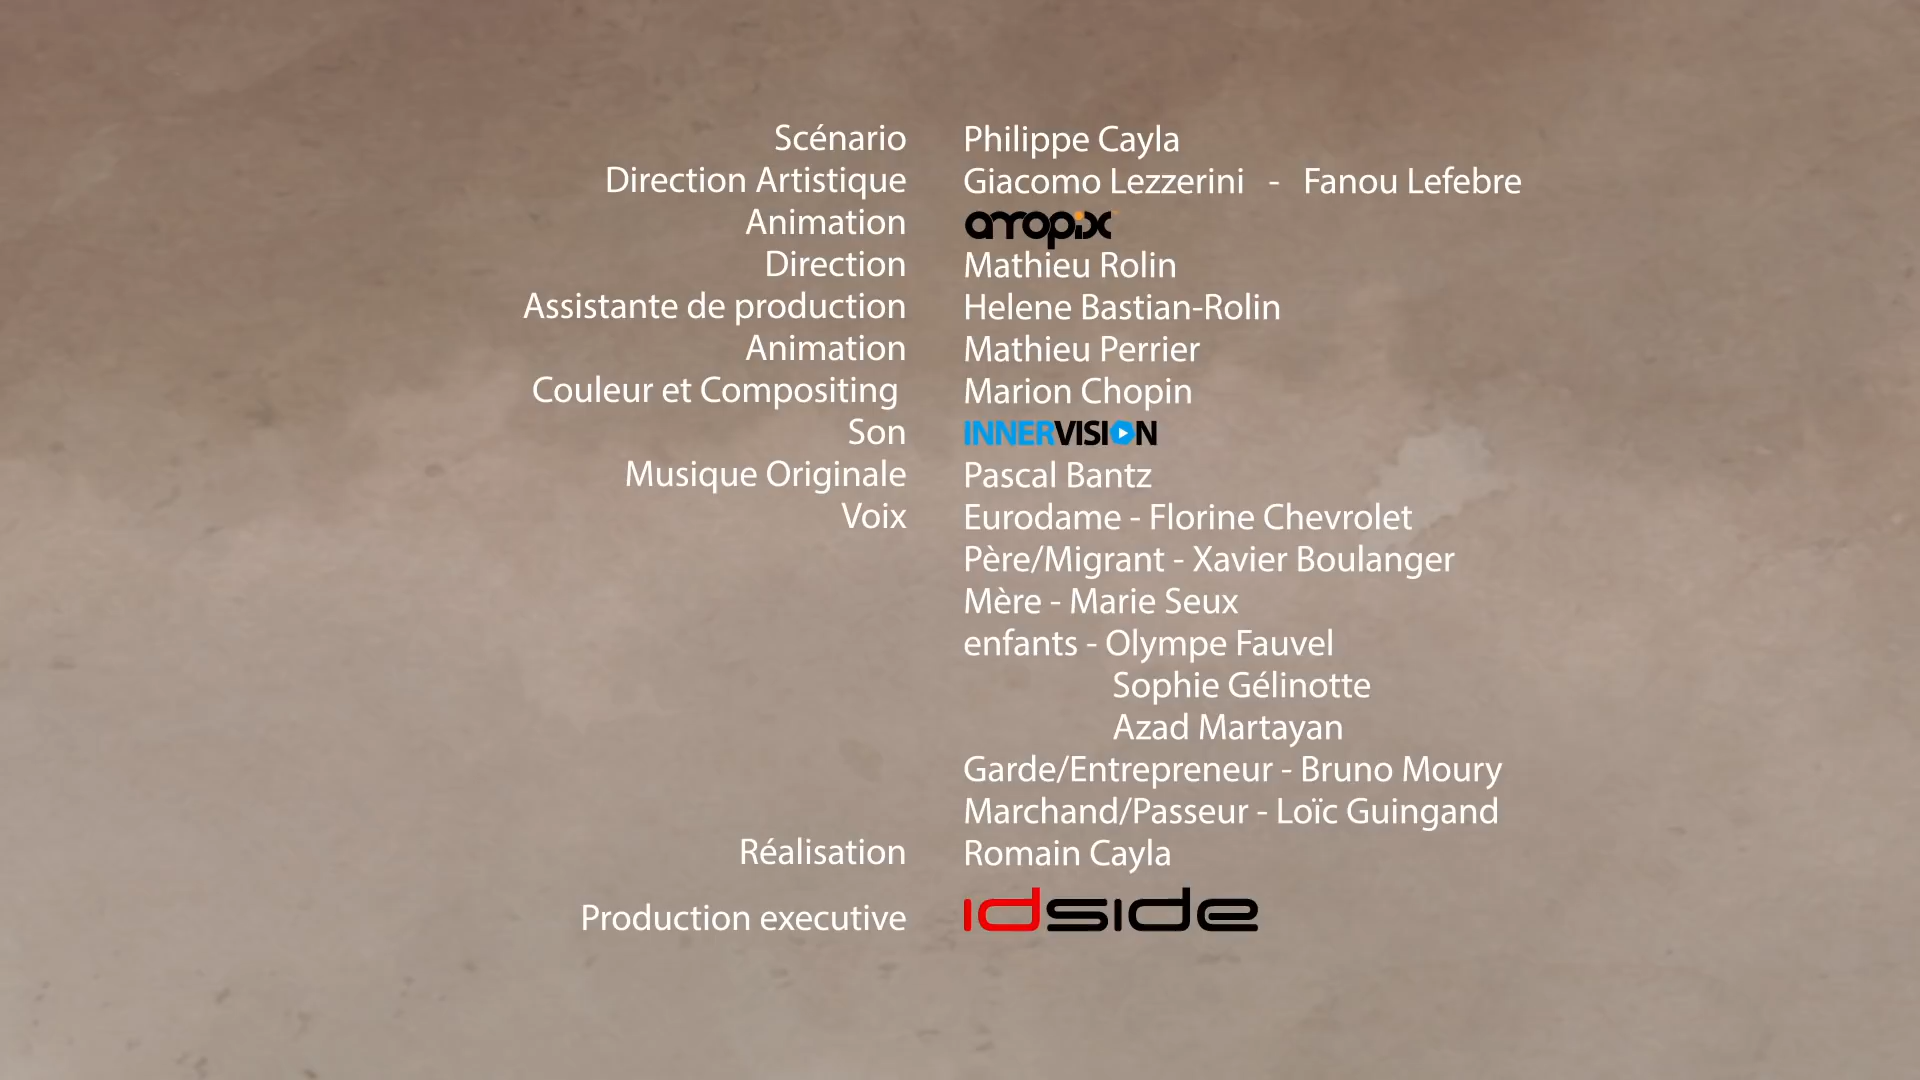 Scénario Philippe Cayla
Direction Artistique Giacomo Lezzerini - Fanou Lefebre
Animation amopix
Direction Mathieu Rolin
Assistante de production Helene Bastian-Rolin
Animation Mathieu Perrier
Couleur et Compositing Marion Chopin
Son INNERVISION
Musique Originale Pascal Bantz
Voix Eurodame - Florine Chevrolet
Père/Migrant - Xavier Boulanger
Mère - Marie Seux
enfants - Olympe Fauvel
Sophie Gélinotte
Azad Martayan
Garde/Entrepreneur - Bruno Moury
Marchand/Passeur - Loïc Guingand
Réalisation Romain Cayla
Production executive idside